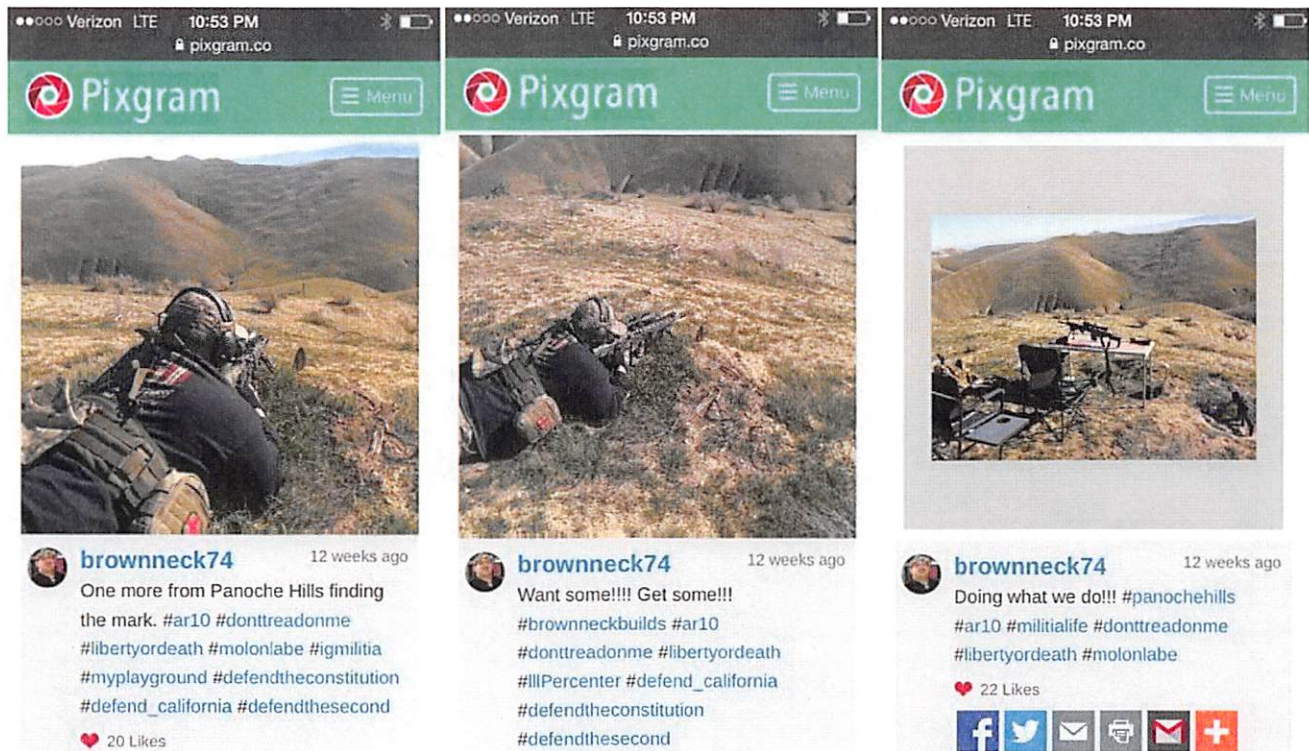 ●●○○○ Verizon LTE 10:53 PM
pixgram.co
Pixgram
Menu
brownneck74 12 weeks ago
One more from Panoche Hills finding
the mark. #ar10 #donttreadonme
#libertyordeath #molonlabe #igmilitia
#myplayground #defendtheconstitution
#defend_california #defendthesecond
20 Likes
●●○○○ Verizon LTE 10:53 PM
pixgram.co
Pixgram
Menu
brownneck74 12 weeks ago
Want some!!!! Get some!!!
#brownneckbuilds #ar10
#donttreadonme #libertyordeath
#IIIPercenter #defend_california
#defendtheconstitution
#defendthesecond
●●○○○ Verizon LTE 10:53 PM
pixgram.co
Pixgram
Menu
brownneck74 12 weeks ago
Doing what we do!!! #panochehills
#ar10 #militialife #donttreadonme
#libertyordeath #molonlabe
22 Likes